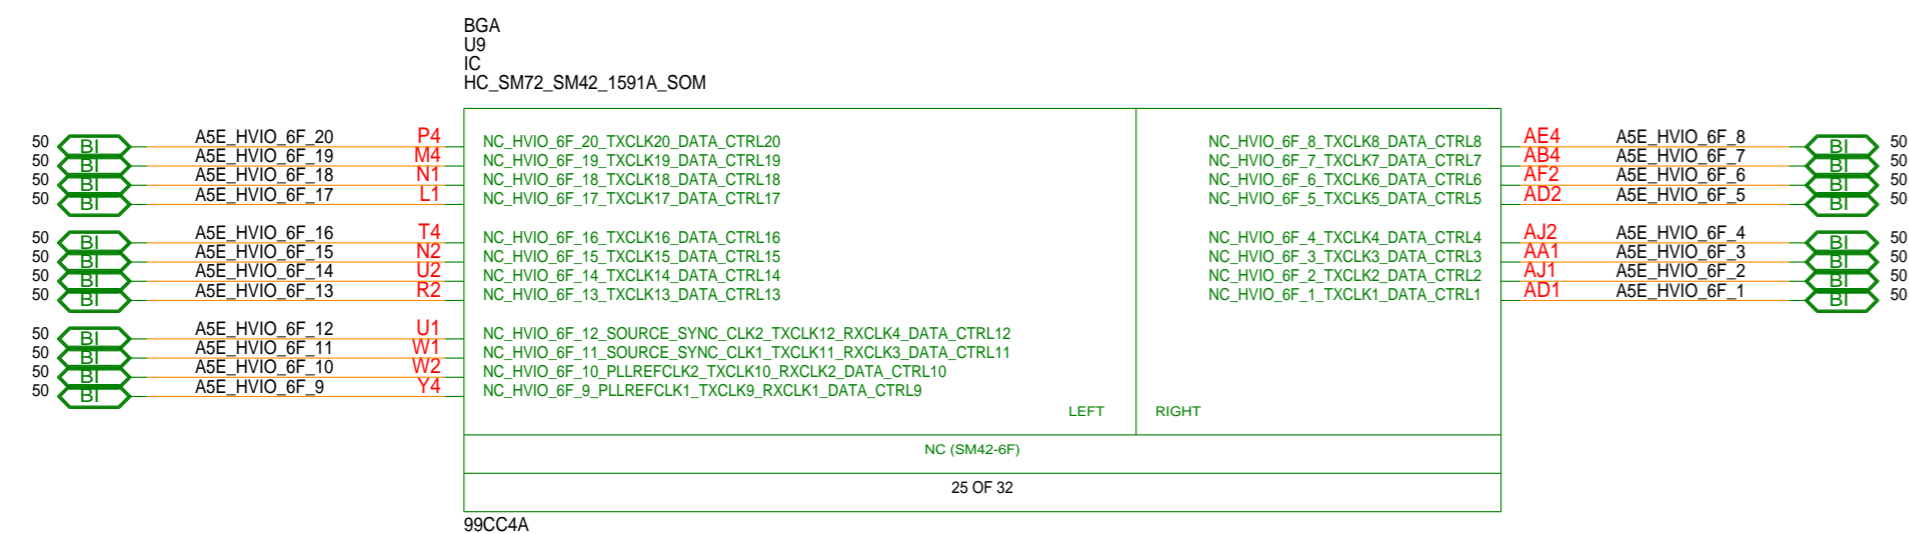 BGA
U9
IC
HC_SM72_SM42_1591A_SOM
50 BI A5E_HVIO_6F_20 P4 NC_HVIO_6F_20_TXCLK20_DATA_CTRL20 NC_HVIO_6F_8_TXCLK8_DATA_CTRL8 AE4 A5E_HVIO_6F_8 BI 50
50 BI A5E_HVIO_6F_19 M4 NC_HVIO_6F_19_TXCLK19_DATA_CTRL19 NC_HVIO_6F_7_TXCLK7_DATA_CTRL7 AB4 A5E_HVIO_6F_7 BI 50
50 BI A5E_HVIO_6F_18 N1 NC_HVIO_6F_18_TXCLK18_DATA_CTRL18 NC_HVIO_6F_6_TXCLK6_DATA_CTRL6 AF2 A5E_HVIO_6F_6 BI 50
50 BI A5E_HVIO_6F_17 L1 NC_HVIO_6F_17_TXCLK17_DATA_CTRL17 NC_HVIO_6F_5_TXCLK5_DATA_CTRL5 AD2 A5E_HVIO_6F_5 BI 50
50 BI A5E_HVIO_6F_16 T4 NC_HVIO_6F_16_TXCLK16_DATA_CTRL16 NC_HVIO_6F_4_TXCLK4_DATA_CTRL4 AJ2 A5E_HVIO_6F_4 BI 50
50 BI A5E_HVIO_6F_15 N2 NC_HVIO_6F_15_TXCLK15_DATA_CTRL15 NC_HVIO_6F_3_TXCLK3_DATA_CTRL3 AA1 A5E_HVIO_6F_3 BI 50
50 BI A5E_HVIO_6F_14 U2 NC_HVIO_6F_14_TXCLK14_DATA_CTRL14 NC_HVIO_6F_2_TXCLK2_DATA_CTRL2 AJ1 A5E_HVIO_6F_2 BI 50
50 BI A5E_HVIO_6F_13 R2 NC_HVIO_6F_13_TXCLK13_DATA_CTRL13 NC_HVIO_6F_1_TXCLK1_DATA_CTRL1 AD1 A5E_HVIO_6F_1 BI 50
50 BI A5E_HVIO_6F_12 U1 NC_HVIO_6F_12_SOURCE_SYNC_CLK2_TXCLK12_RXCLK4_DATA_CTRL12
50 BI A5E_HVIO_6F_11 W1 NC_HVIO_6F_11_SOURCE_SYNC_CLK1_TXCLK11_RXCLK3_DATA_CTRL11
50 BI A5E_HVIO_6F_10 W2 NC_HVIO_6F_10_PLLREFCLK2_TXCLK10_RXCLK2_DATA_CTRL10
50 BI A5E_HVIO_6F_9 Y4 NC_HVIO_6F_9_PLLREFCLK1_TXCLK9_RXCLK1_DATA_CTRL9
LEFT RIGHT
NC (SM42-6F)
25 OF 32
99CC4A